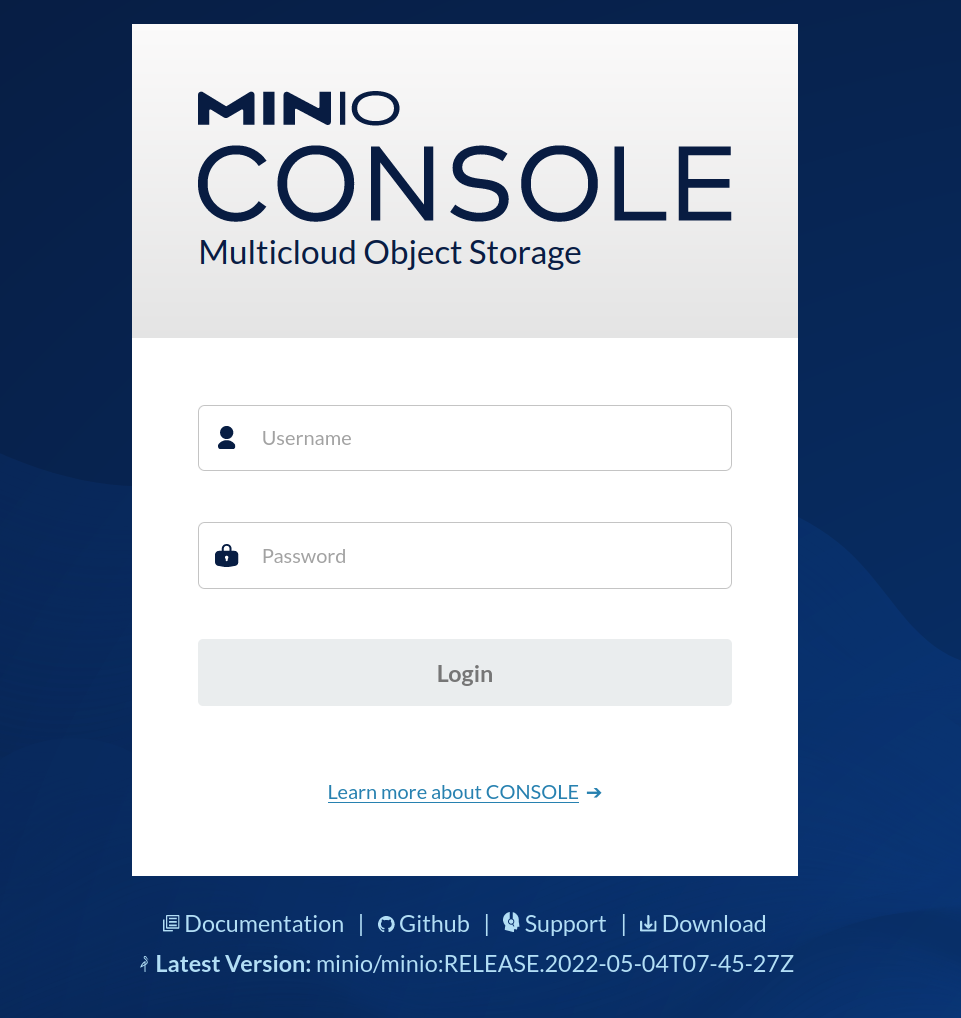 MINIO
CONSOLE
Multicloud Object Storage
Username
Password
Login
Learn more about CONSOLE ➔
Documentation | Github | Support | Download
Latest Version: minio/minio:RELEASE.2022-05-04T07-45-27Z